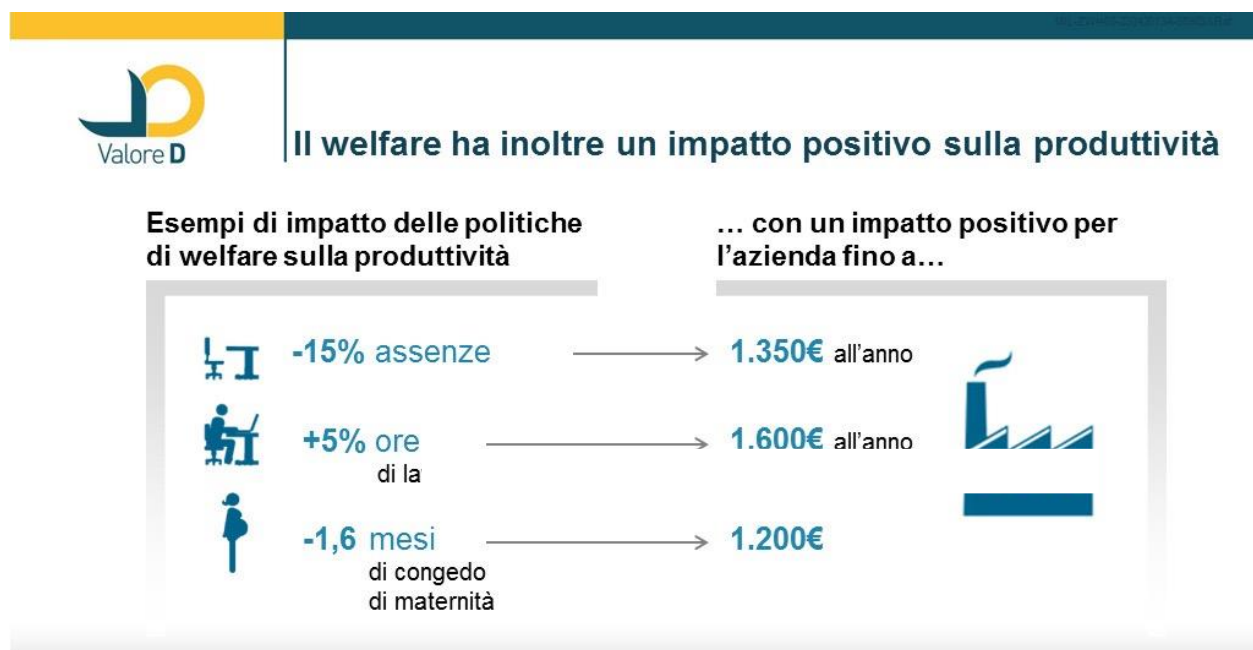 Valore D
Il welfare ha inoltre un impatto positivo sulla produttività
Esempi di impatto delle politiche
di welfare sulla produttività
… con un impatto positivo per
l’azienda fino a…
-15% assenze
1.350€ all’anno
+5% ore
di la
1.600€ all’anno
-1,6 mesi
di congedo
di maternità
1.200€